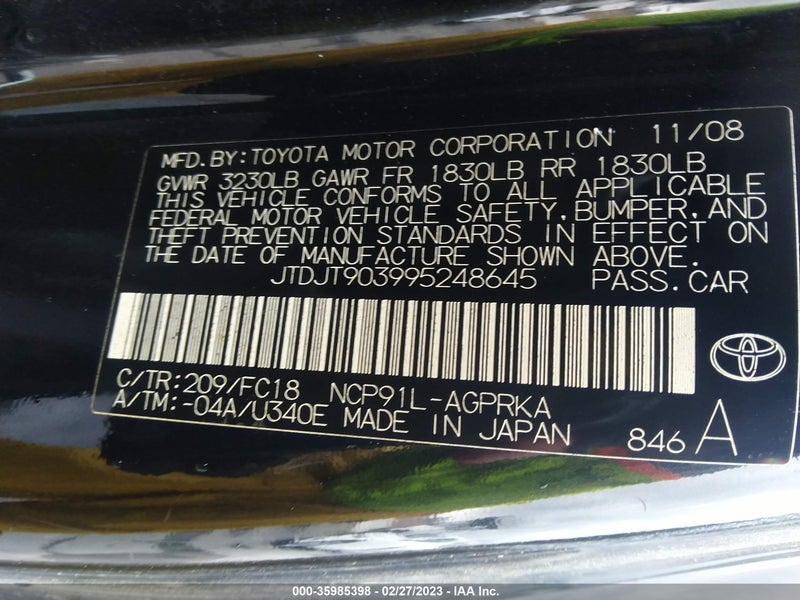 MFD. BY: TOYOTA MOTOR CORPORATION 11/08
GVWR 3230LB GAWR FR 1830LB RR 1830LB
THIS VEHICLE CONFORMS TO ALL APPLICABLE
FEDERAL MOTOR VEHICLE SAFETY, BUMPER, AND
THEFT PREVENTION STANDARDS IN EFFECT ON
THE DATE OF MANUFACTURE SHOWN ABOVE.
JTDJT903995248645 PASS. CAR
C/TR: 209/FC18 NCP91L-AGPRKA
A/TM: -04A/U340E MADE IN JAPAN 846 A
000-35985398 - 02/27/2023 - IAA Inc.